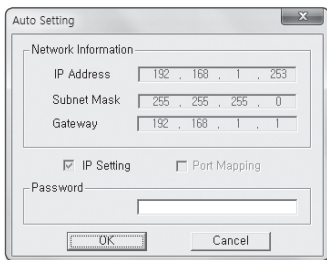 Auto Setting
Network Information
IP Address 192 . 168 . 1 . 253
Subnet Mask 255 . 255 . 255 . 0
Gateway 192 . 168 . 1 . 1
IP Setting Port Mapping
Password
OK Cancel